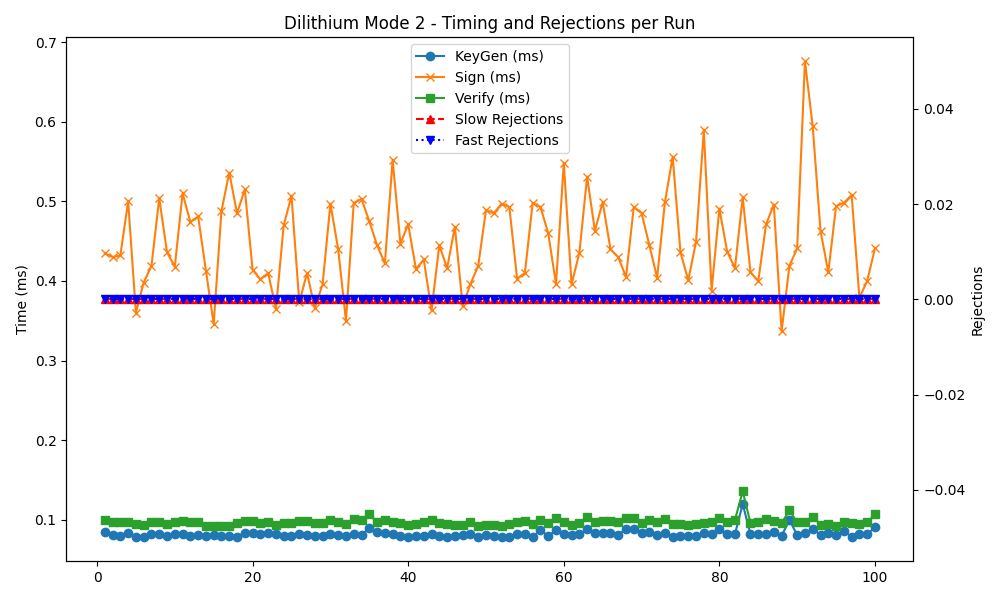 Dilithium Mode 2 - Timing and Rejections per Run
KeyGen (ms)
Sign (ms)
Verify (ms)
Slow Rejections
Fast Rejections
Time (ms)
0.7
0.6
0.5
0.4
0.3
0.2
0.1
0
20
40
60
80
100
0.04
0.02
0.00
−0.02
−0.04
Rejections